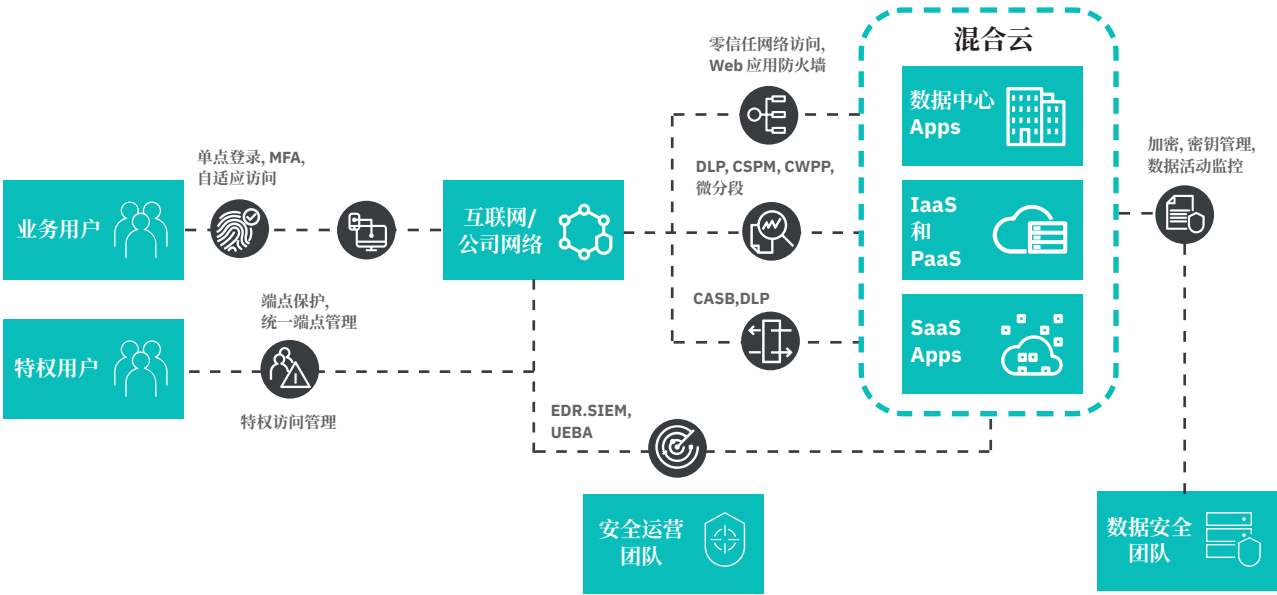 零信任网络访问,
Web 应用防火墙
混合云
数据中心
Apps
单点登录, MFA,
自适应访问
DLP, CSPM, CWPP,
微分段
加密, 密钥管理,
数据活动监控
业务用户
互联网/
公司网络
IaaS
和
PaaS
端点保护,
统一端点管理
CASB,DLP
SaaS
Apps
特权用户
特权访问管理
EDR.SIEM,
UEBA
安全运营
团队
数据安全
团队